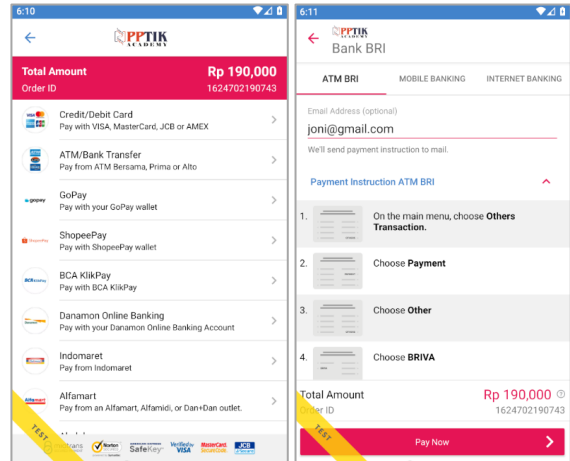 6:10
PPTIK
ACADEMY
Total Amount
Rp 190,000
Order ID
1624702190743
Credit/Debit Card
Pay with VISA, MasterCard, JCB or AMEX
ATM/Bank Transfer
Pay from ATM Bersama, Prima or Alto
gopay
GoPay
Pay with your GoPay wallet
ShopeePay
ShopeePay
Pay with ShopeePay wallet
BCA KlikPay
Pay with BCA KlikPay
Danamon Online Banking
Pay with your Danamon Online Banking Account
Indomaret
Pay from Indomaret
Alfamart
Alfamart
Pay from an Alfamart, Alfamidi, or Dan+Dan outlet.
TEST
Norton
SafeKey
Verified by
VISA
MasterCard.
SecureCode.
JCB
6:11
PPTIK
ACADEMY
Bank BRI
ATM BRI
MOBILE BANKING
INTERNET BANKING
Email Address (optional)
joni@gmail.com
We'll send payment instruction to mail.
Payment Instruction ATM BRI
1. On the main menu, choose Others
Transaction.
2. Choose Payment
3. Choose Other
4. Choose BRIVA
Total Amount
Rp 190,000
Order ID
1624702190743
TEST
Pay Now